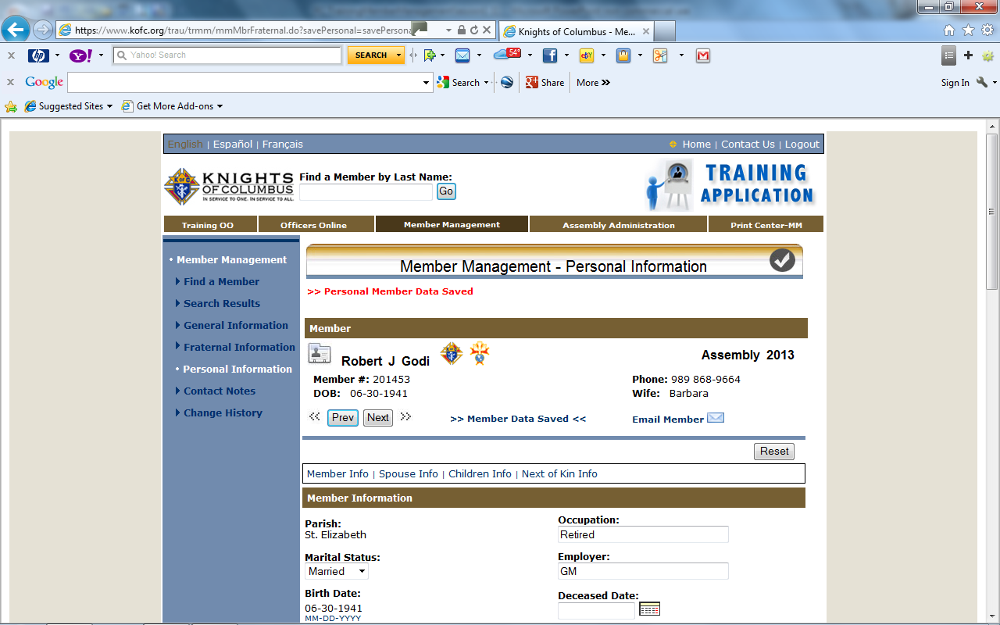 https://www.kofc.org/trau/trmm/mmMbrFraternal.do?savePersonal=savePersona
Knights of Columbus - Me...
Yahoo! Search
SEARCH
54°
Google
Search
Share
More
Sign In
Suggested Sites
Get More Add-ons
English | Español | Français
Home | Contact Us | Logout
KNIGHTS
OF COLUMBUS
IN SERVICE TO ONE. IN SERVICE TO ALL.
Find a Member by Last Name:
Go
TRAINING
APPLICATION
Training OO
Officers Online
Member Management
Assembly Administration
Print Center-MM
Member Management
Find a Member
Search Results
General Information
Fraternal Information
Personal Information
Contact Notes
Change History
Member Management - Personal Information
>> Personal Member Data Saved
Member
Robert J Godi
Assembly 2013
Member #: 201453
Phone: 989 868-9664
DOB: 06-30-1941
Wife: Barbara
Prev Next
>> Member Data Saved <<
Email Member
Reset
Member Info | Spouse Info | Children Info | Next of Kin Info
Member Information
Parish:
St. Elizabeth
Occupation:
Retired
Marital Status:
Married
Employer:
GM
Birth Date:
06-30-1941
MM-DD-YYYY
Deceased Date: